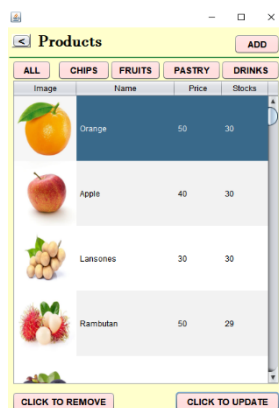 < Products ADD
ALL CHIPS FRUITS PASTRY DRINKS
Image Name Price Stocks
Orange 50 30
Apple 40 30
Lansones 30 30
Rambutan 50 29
CLICK TO REMOVE CLICK TO UPDATE